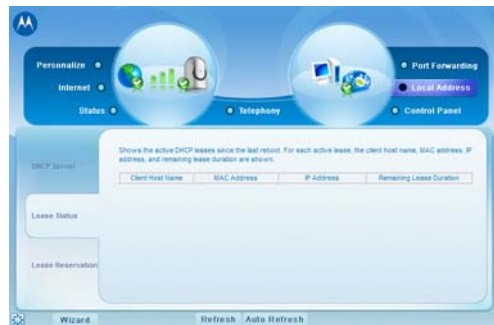 Personalize
Internet
Status
Telephony
Port Forwarding
Local Address
Control Panel
DHCP Server
Lease Status
Lease Reservation
Shows the active DHCP leases since the last reboot. For each active lease, the client host name, MAC address, IP
address, and remaining lease duration are shown.
Client Host Name MAC Address IP Address Remaining Lease Duration
Wizard Refresh Auto Refresh